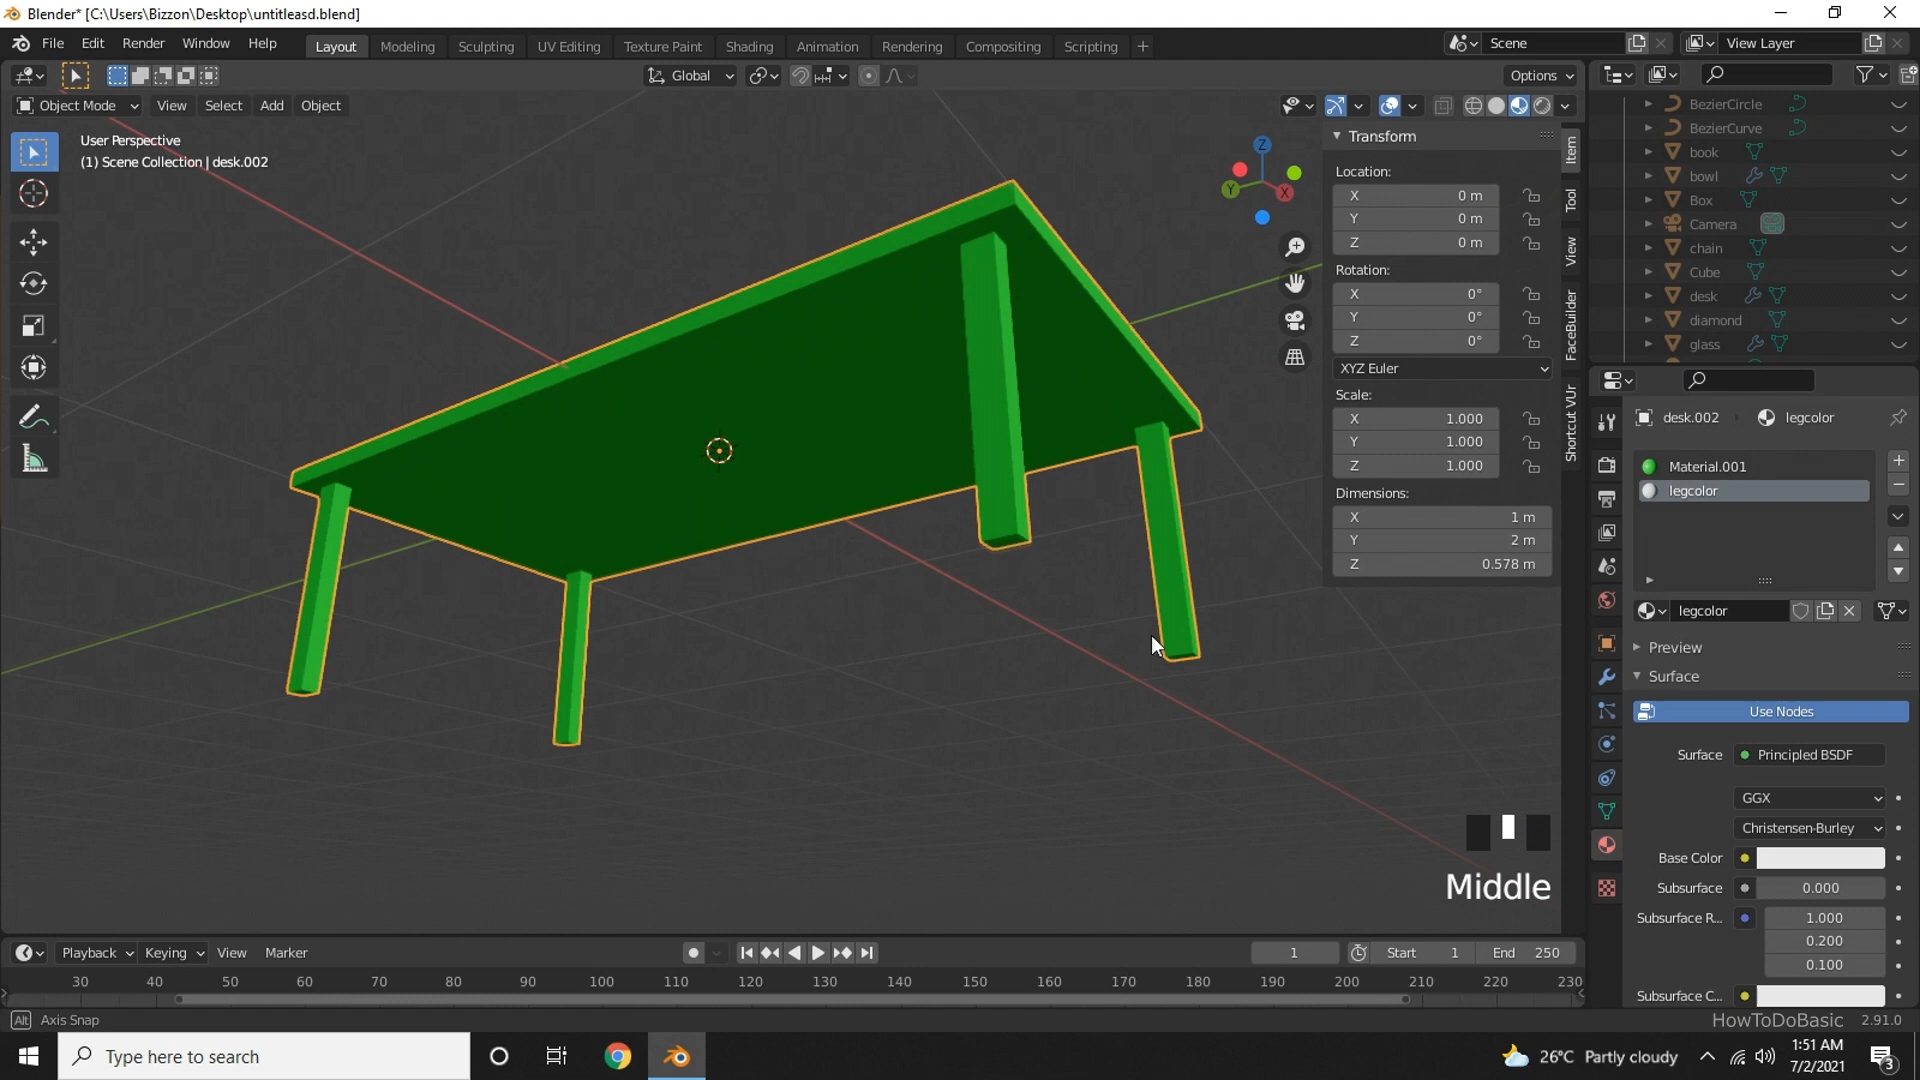 Blender* [C:\Users\Bizzon\Desktop\untitleasd.blend]
File Edit Render Window Help Layout Modeling Sculpting UV Editing Texture Paint Shading Animation Rendering Compositing Scripting + Scene View Layer
Global Options
Object Mode View Select Add Object
User Perspective
(1) Scene Collection | desk.002
Z
Y
X
Transform
Location:
X 0 m
Y 0 m
Z 0 m
Rotation:
X 0°
Y 0°
Z 0°
XYZ Euler
Scale:
X 1.000
Y 1.000
Z 1.000
Dimensions:
X 1 m
Y 2 m
Z 0.578 m
Item
Tool
View
FaceBuilder
Shortcut VUr
BezierCircle
BezierCurve
book
bowl
Box
Camera
chain
Cube
desk
diamond
glass
desk.002 legcolor
Material.001
legcolor
legcolor
Preview
Surface
Use Nodes
Surface Principled BSDF
GGX
Christensen-Burley
Base Color
Subsurface 0.000
Subsurface R... 1.000
0.200
0.100
Subsurface C...
Middle
Playback Keying View Marker 1 Start 1 End 250
30 40 50 60 70 80 90 100 110 120 130 140 150 160 170 180 190 200 210 220 230
Alt Axis Snap
HowToDoBasic 2.91.0
Type here to search
26°C Partly cloudy
1:51 AM
7/2/2021
3